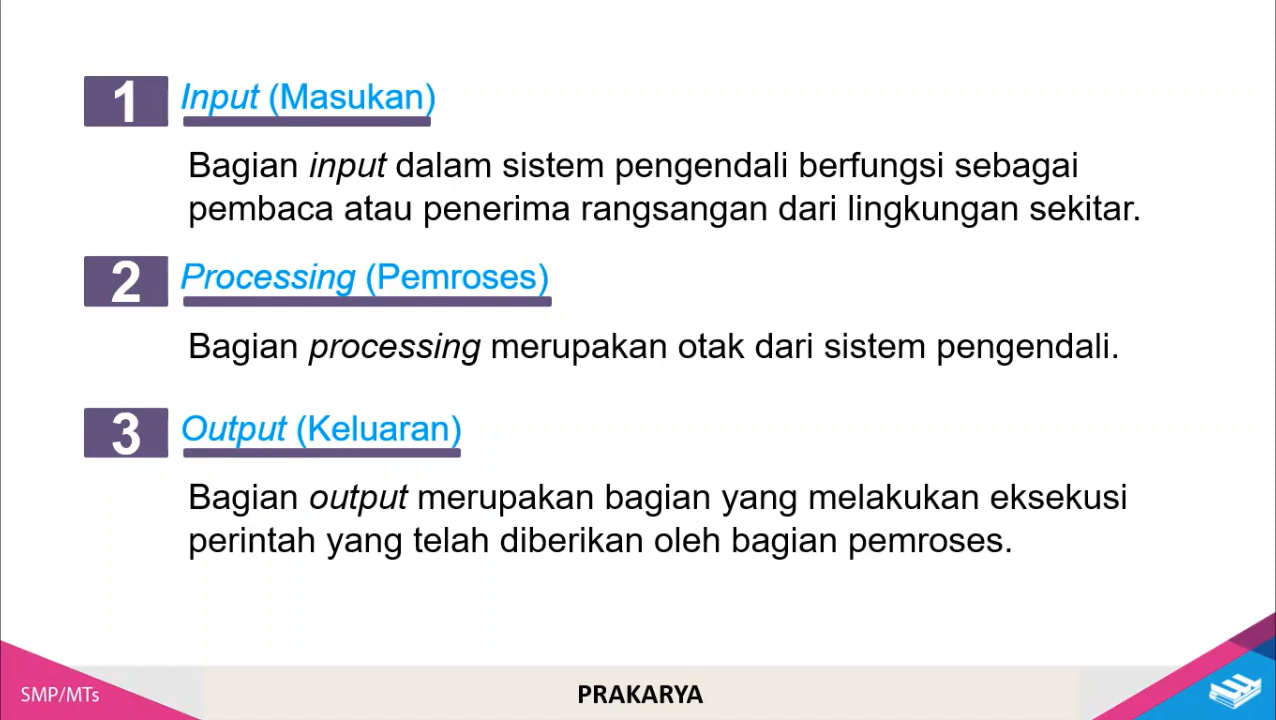 1 Input (Masukan)
Bagian input dalam sistem pengendali berfungsi sebagai
pembaca atau penerima rangsangan dari lingkungan sekitar.
2 Processing (Pemroses)
Bagian processing merupakan otak dari sistem pengendali.
3 Output (Keluaran)
Bagian output merupakan bagian yang melakukan eksekusi
perintah yang telah diberikan oleh bagian pemroses.
SMP/MTs
PRAKARYA